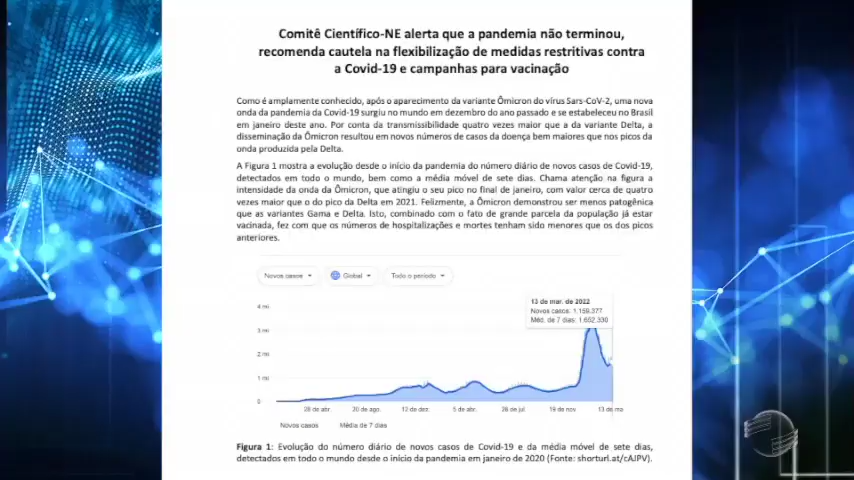 Comitê Científico-NE alerta que a pandemia não terminou,
recomenda cautela na flexibilização de medidas restritivas contra
a Covid-19 e campanhas para vacinação
Como é amplamente conhecido, após o aparecimento da variante Ômicron do vírus Sars-CoV-2, uma nova
onda da pandemia da Covid-19 surgiu no mundo em dezembro do ano passado e se estabeleceu no Brasil
em janeiro deste ano. Por conta da transmissibilidade quatro vezes maior que a da variante Delta, a
disseminação da Ômicron resultou em novos números de casos da doença bem maiores que nos picos da
onda produzida pela Delta.
A Figura 1 mostra a evolução desde o início da pandemia do número diário de novos casos de Covid-19,
detectados em todo o mundo, bem como a média móvel de sete dias. Chama atenção na figura a
intensidade da onda da Ômicron, que atingiu o seu pico no final de janeiro, com valor cerca de quatro
vezes maior que o do pico da Delta em 2021. Felizmente, a Ômicron demonstrou ser menos patogênica
que as variantes Gama e Delta. Isto, combinado com o fato de grande parcela da população já estar
vacinada, fez com que os números de hospitalizações e mortes tenham sido menores que os dos picos
anteriores.
Novos casos Global Todo o período
13 de mar. de 2022
Novos casos: 1.159.377
Méd. de 7 dias: 1.652.330
4 mi
3 mi
2 mi
1 mi
0
28 de abr. 20 de ago. 12 de dez. 5 de abr. 28 de jul. 19 de nov. 13 de ma
Novos casos Média de 7 dias
Figura 1: Evolução do número diário de novos casos de Covid-19 e da média móvel de sete dias,
detectados em todo o mundo desde o início da pandemia em janeiro de 2020 (Fonte: shorturl.at/cAJPV).